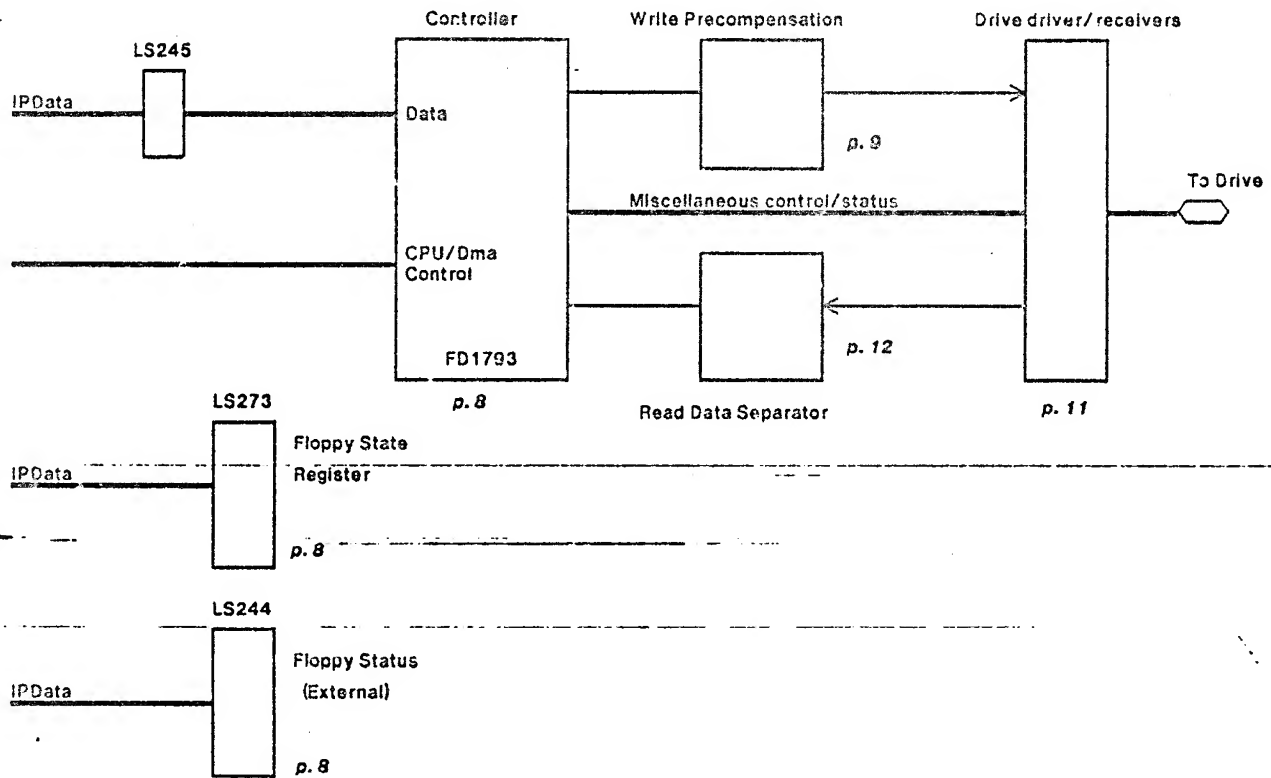 Controller
Write Precompensation
Drive driver/receivers
LS245
IPData
Data
p. 9
To Drive
Miscellaneous control/status
CPU/Dma
Control
FD1793
p. 12
p. 8
Read Data Separator
p. 11
LS273
Floppy State
Register
IPData
p. 8
LS244
Floppy Status
(External)
IPData
p. 8